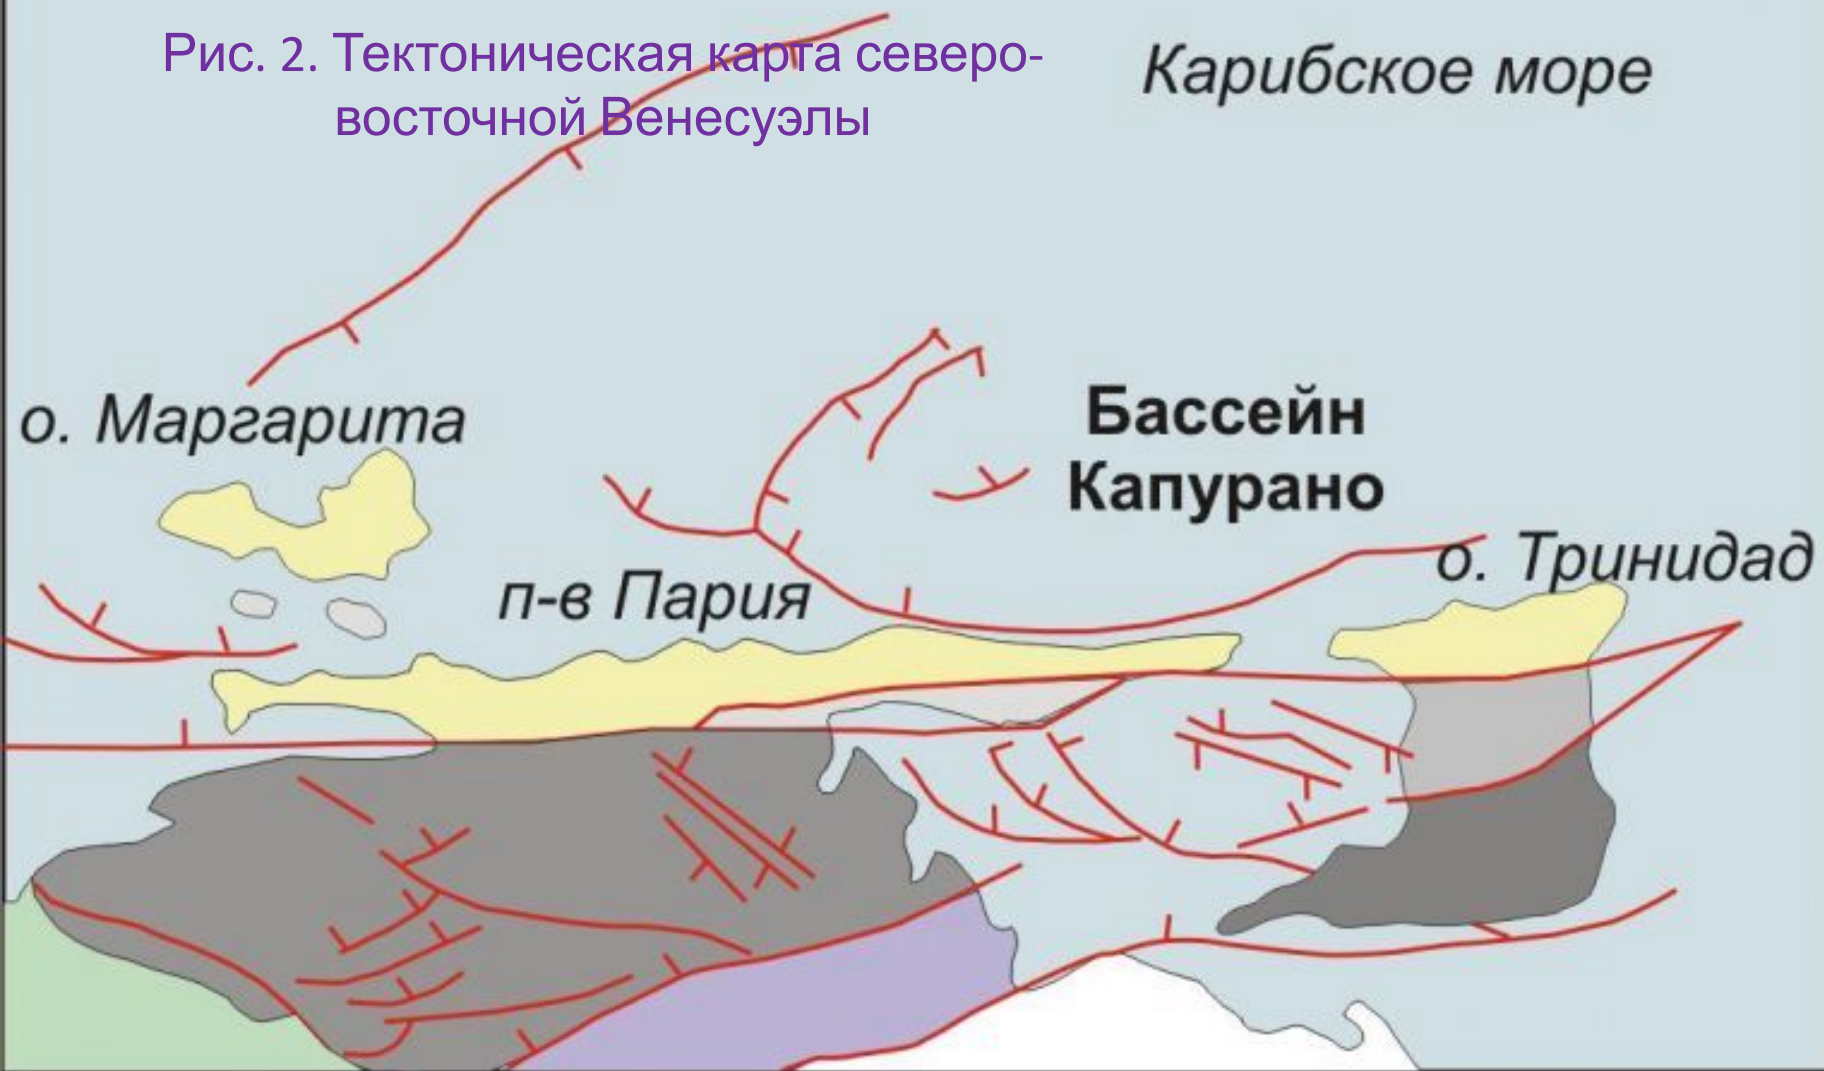 Рис. 2. Тектоническая карта северо-
восточной Венесуэлы
Карибское море
о. Маргарита
Бассейн
Капурано
о. Тринидад
п-в Пария